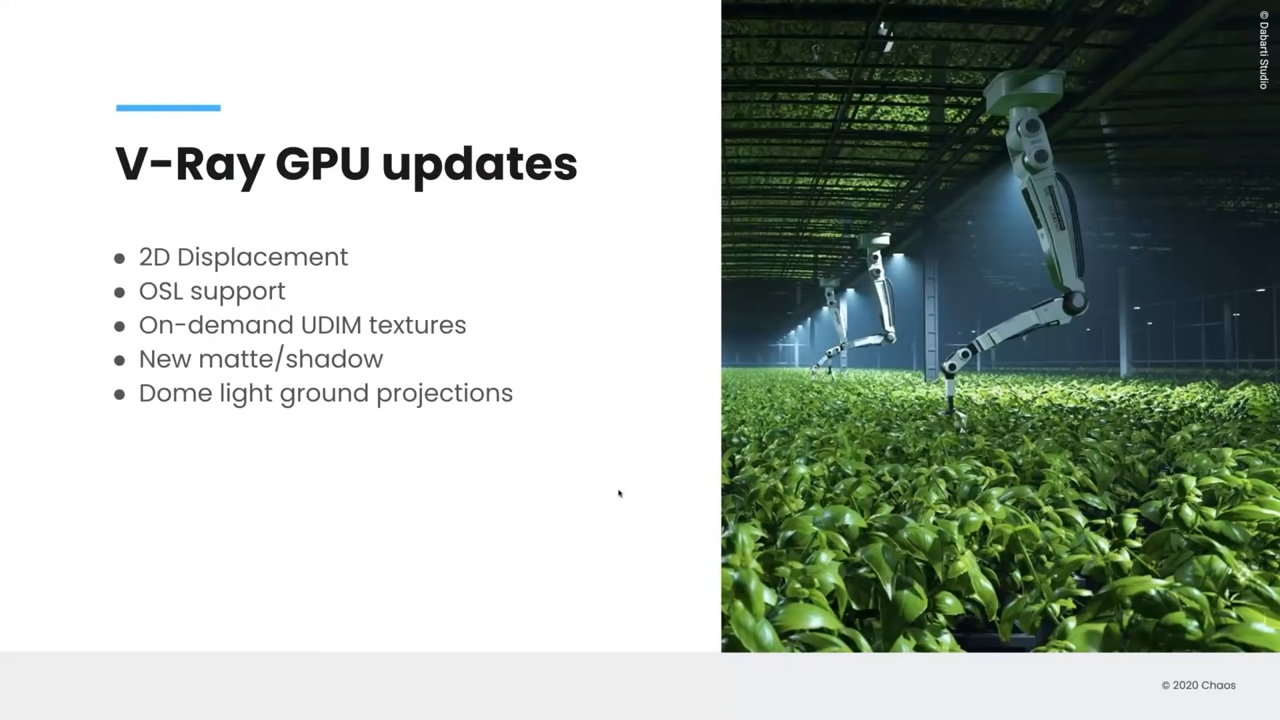 V-Ray GPU updates
● 2D Displacement
● OSL support
● On-demand UDIM textures
● New matte/shadow
● Dome light ground projections
© Dabarti Studio
© 2020 Chaos